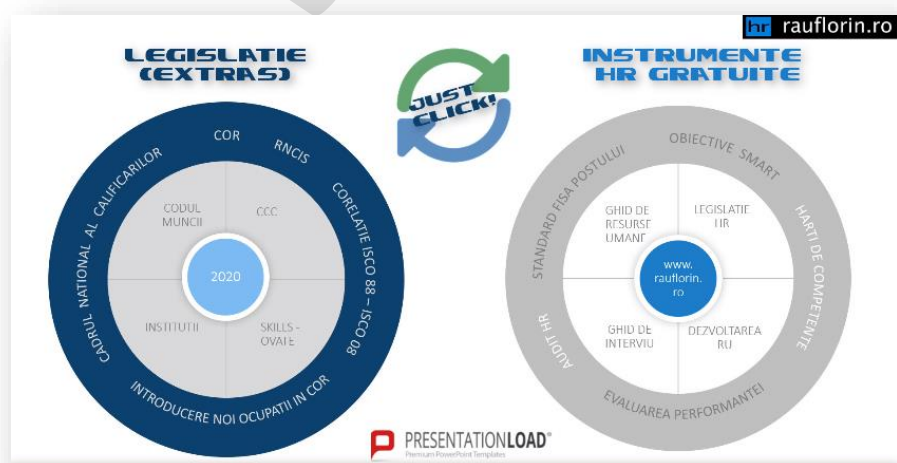 hr rauflorin.ro
LEGISLATIE
(EXTRAS)
JUST
CLICK!
INSTRUMENTE
HR GRATUITE
CADRUL NATIONAL AL CALIFICARILOR
COR
RNCIS
CORELATIE ISCO 88 – ISCO 08
INTRODUCERE NOI OCUPATII IN COR
CODUL
MUNCII
CCC
2020
INSTITUTII
SKILLS -
OVATE
STANDARD FISA POSTULUI
OBIECTIVE SMART
HARTI DE COMPETENTE
EVALUAREA PERFORMANTEI
AUDIT HR
GHID DE
RESURSE
UMANE
LEGISLATIE
HR
www.
rauflorin.
ro
GHID DE
INTERVIU
DEZVOLTAREA
RU
PRESENTATIONLOAD®
Premium PowerPoint Templates